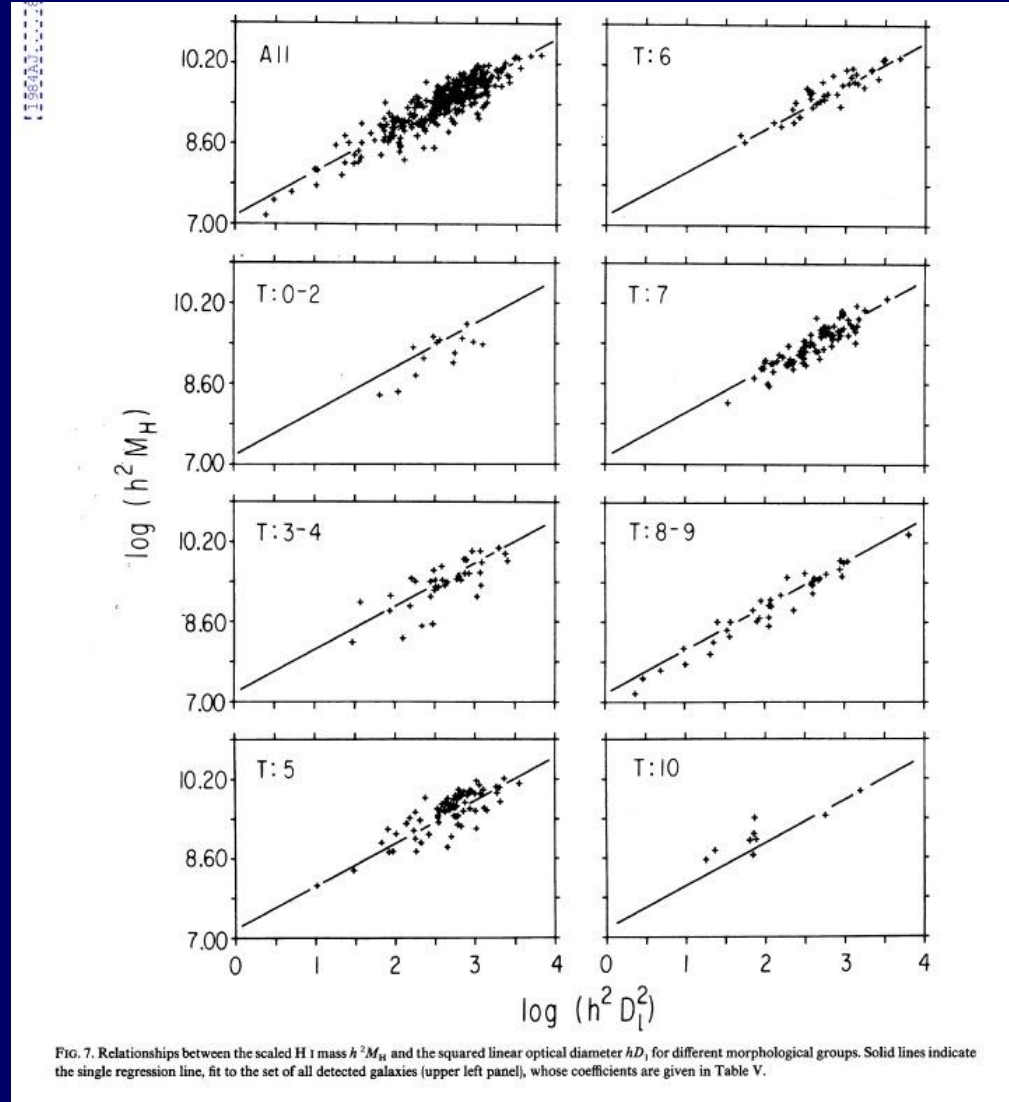 [1984AJ.....8
10.20
8.60
7.00
All
T:6
10.20
8.60
7.00
T:0-2
T:7
log (h² M_H)
10.20
8.60
7.00
T:3-4
T:8-9
10.20
8.60
7.00
T:5
T:10
0 1 2 3 4 0 1 2 3 4
log (h² D_l²)
FIG. 7. Relationships between the scaled H I mass h²M_H and the squared linear optical diameter hD_l for different morphological groups. Solid lines indicate
the single regression line, fit to the set of all detected galaxies (upper left panel), whose coefficients are given in Table V.